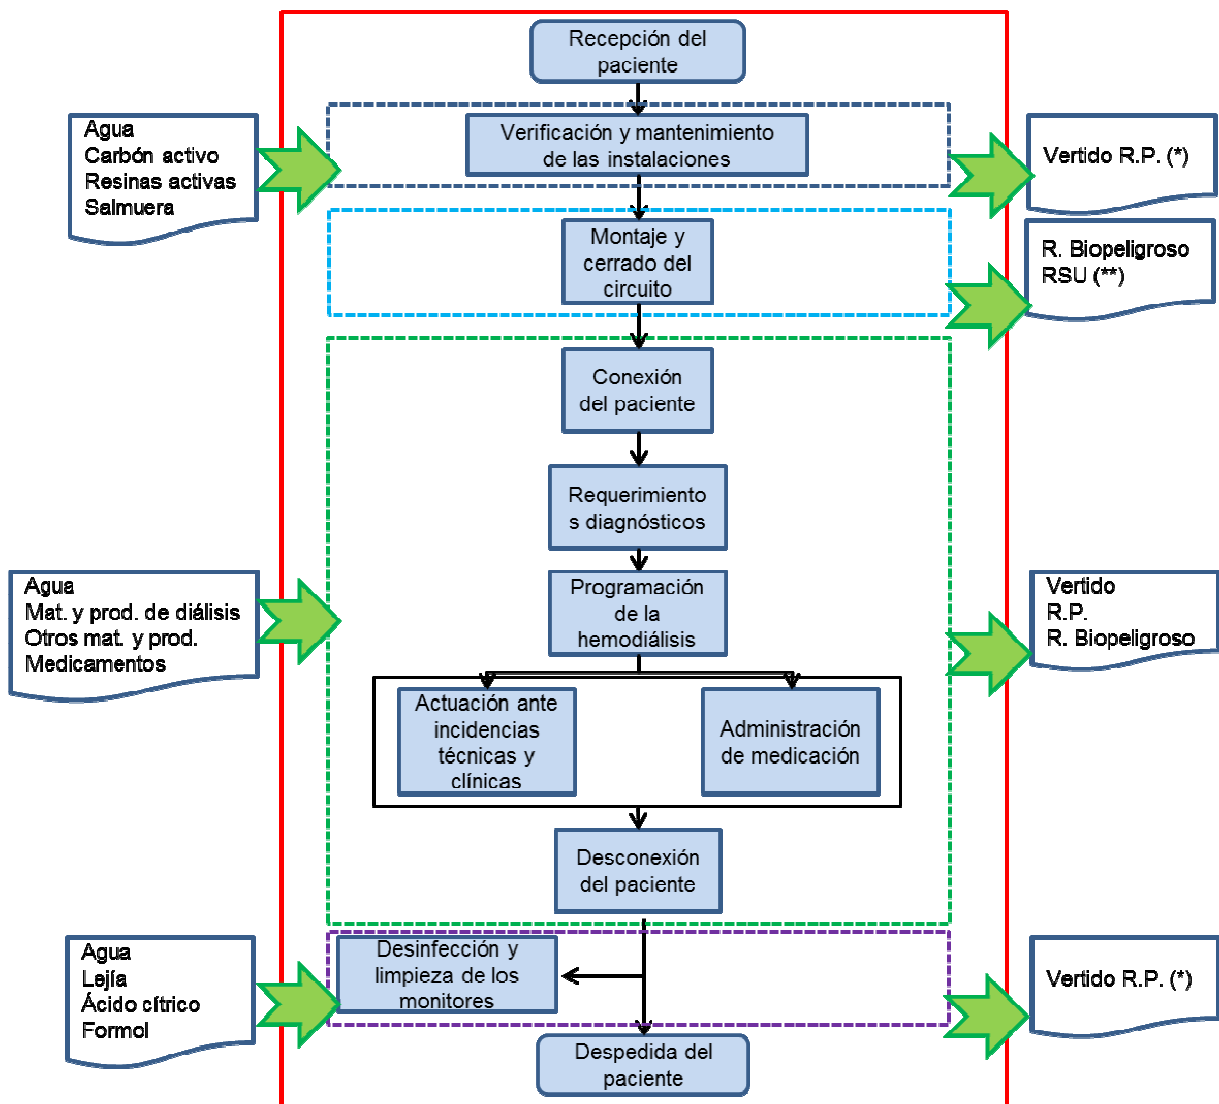 Recepción del
paciente
Agua
Carbón activo
Resinas activas
Salmuera
Verificación y mantenimiento
de las instalaciones
Vertido R.P. (*)
Montaje y
cerrado del
circuito
R. Biopeligroso
RSU (**)
Conexión
del paciente
Requerimiento
s diagnósticos
Agua
Mat. y prod. de diálisis
Otros mat. y prod.
Medicamentos
Programación
de la
hemodiálisis
Vertido
R.P.
R. Biopeligroso
Actuación ante
incidencias
técnicas y
clínicas
Administración
de medicación
Desconexión
del paciente
Agua
Lejía
Ácido cítrico
Formol
Desinfección y
limpieza de los
monitores
Vertido R.P. (*)
Despedida del
paciente